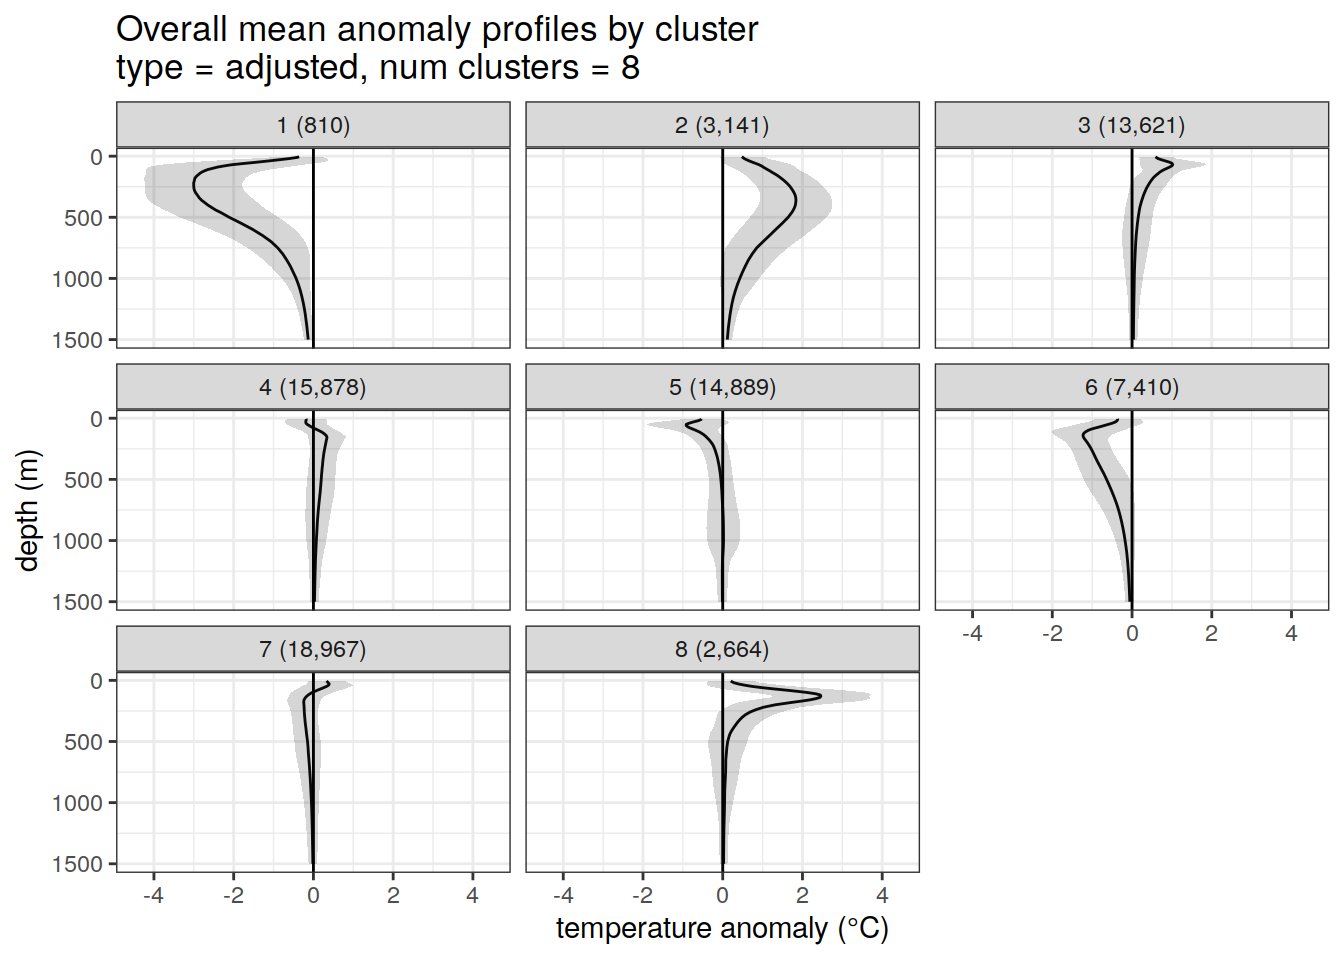 Overall mean anomaly profiles by cluster
type = adjusted, num clusters = 8
1 (810)
2 (3,141)
3 (13,621)
0
500
1000
1500
4 (15,878)
5 (14,889)
6 (7,410)
0
500
1000
1500
-4 -2 0 2 4
7 (18,967)
8 (2,664)
0
500
1000
1500
-4 -2 0 2 4
-4 -2 0 2 4
depth (m)
temperature anomaly (°C)